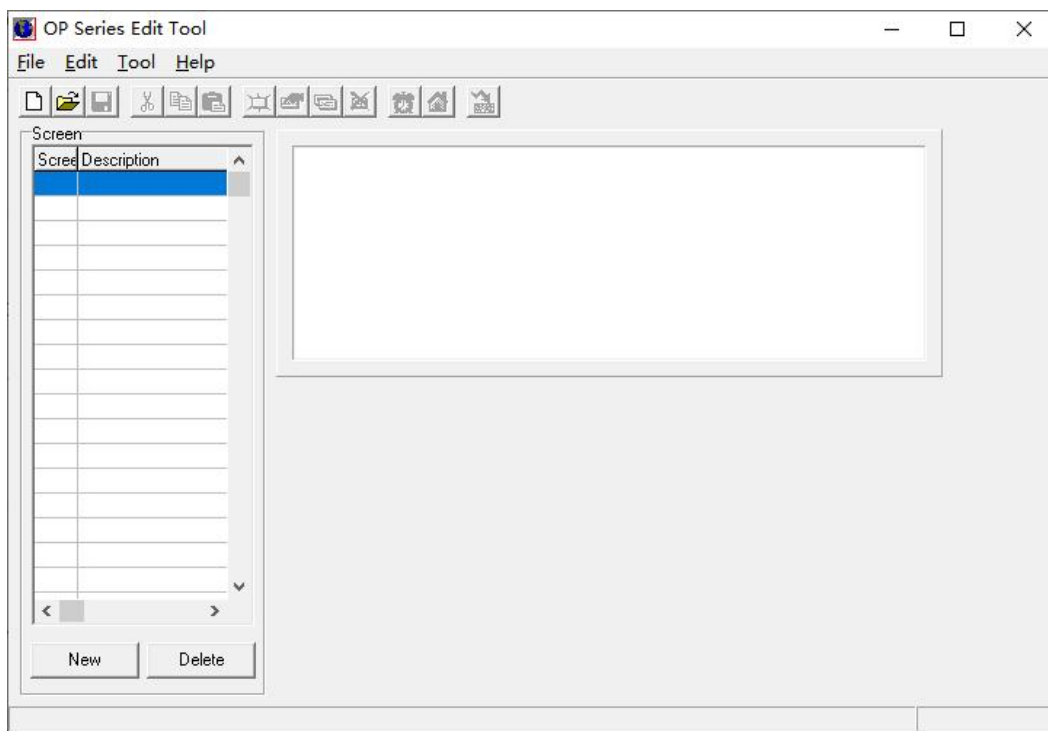 OP Series Edit Tool
File Edit Tool Help
Screen
Scree Description
New Delete